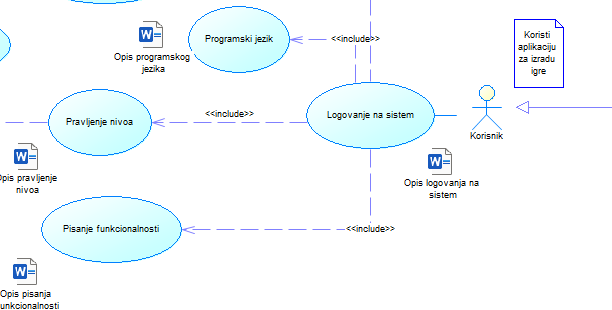 Koristi
aplikaciju
za izradu
igre
Programski jezik
<<include>>
Opis programskog
jezika
Logovanje na sistem
<<include>>
Pravljenje nivoa
Korisnik
Opis pravljenje
nivoa
Opis logovanja na
sistem
Pisanje funkcionalnosti
<<include>>
Opis pisanja
unkcionalnosti